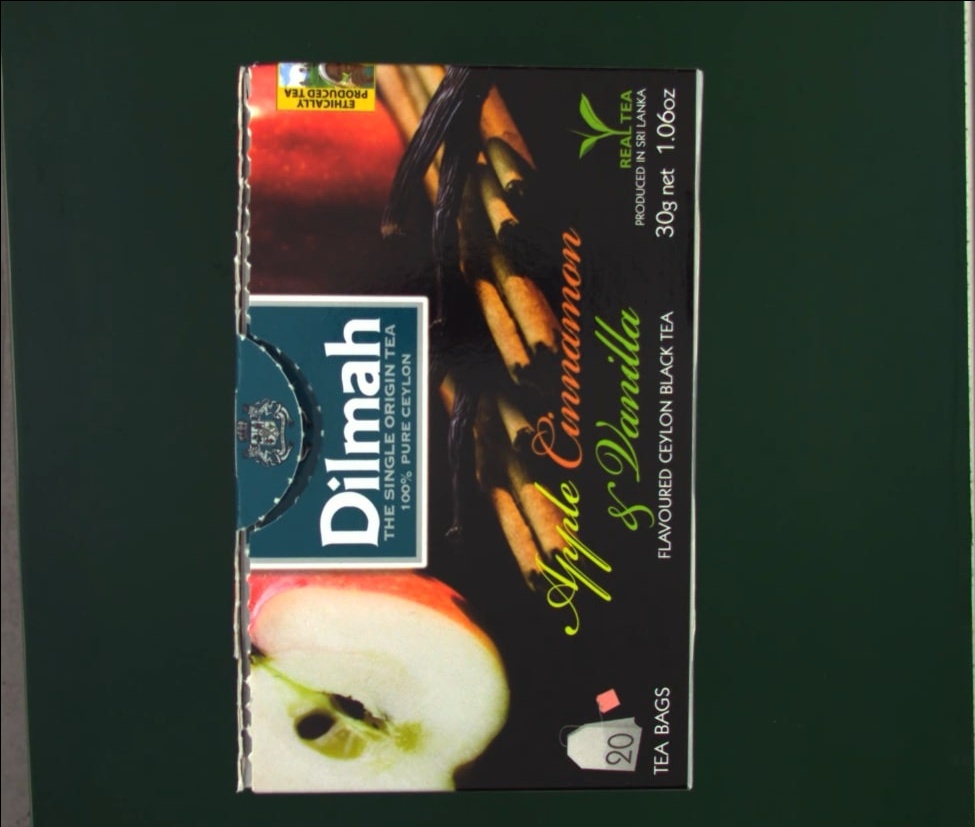 ETHICALLY
PRODUCED TEA
Dilmah
THE SINGLE ORIGIN TEA
100% PURE CEYLON
Apple Cinnamon
& Vanilla
FLAVOURED CEYLON BLACK TEA
REAL TEA
PRODUCED IN SRI LANKA
30g net 1.06oz
20
TEA BAGS